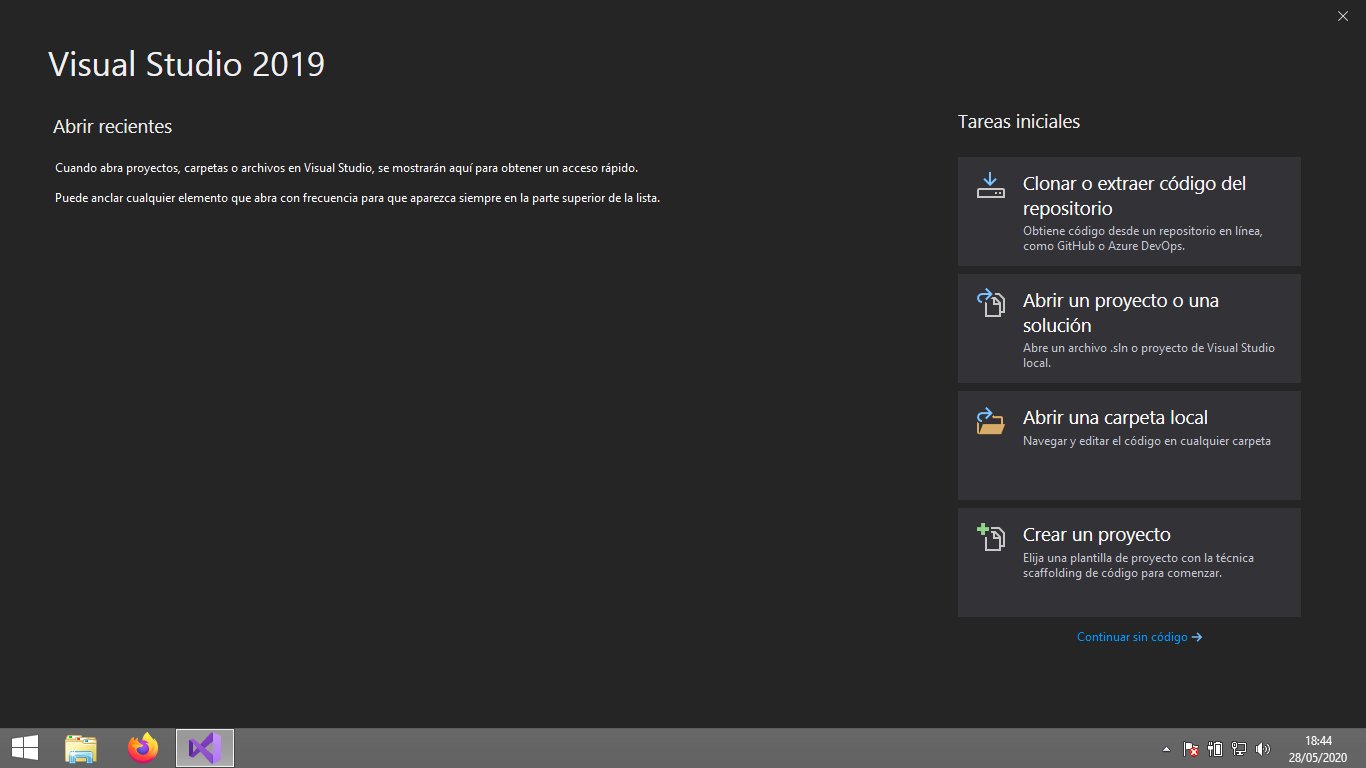 Visual Studio 2019
Abrir recientes
Cuando abra proyectos, carpetas o archivos en Visual Studio, se mostrarán aquí para obtener un acceso rápido.
Puede anclar cualquier elemento que abra con frecuencia para que aparezca siempre en la parte superior de la lista.
Tareas iniciales
Clonar o extraer código del
repositorio
Obtiene código desde un repositorio en línea,
como GitHub o Azure DevOps.
Abrir un proyecto o una
solución
Abre un archivo .sln o proyecto de Visual Studio
local.
Abrir una carpeta local
Navegar y editar el código en cualquier carpeta
Crear un proyecto
Elija una plantilla de proyecto con la técnica
scaffolding de código para comenzar.
Continuar sin código
18:44
28/05/2020